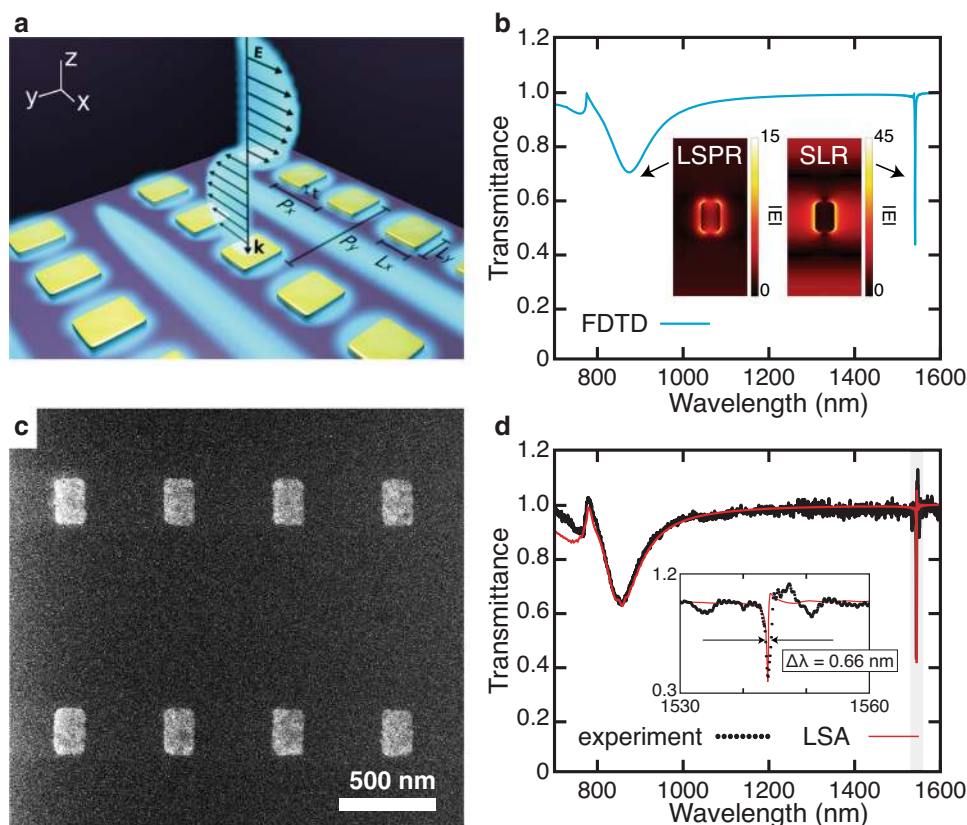 a
z
y
x
E
k
Px
Py
Lx
Ly
b
1.2
1.0
0.8
0.6
0.4
0.2
0
Transmittance
LSPR
15
|E|
0
SLR
45
|E|
0
FDTD
800 1000 1200 1400 1600
Wavelength (nm)
c
500 nm
d
1.2
1.0
0.8
0.6
0.4
0.2
0
Transmittance
1.2
0.3
1530 1560
Δλ = 0.66 nm
experiment LSA
800 1000 1200 1400 1600
Wavelength (nm)